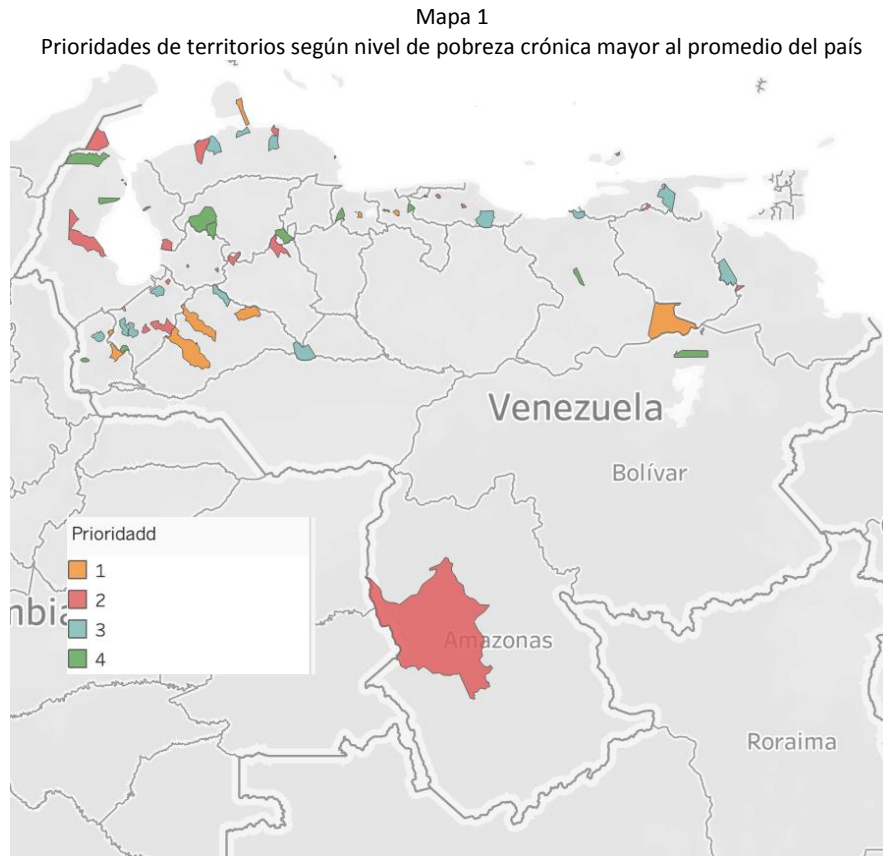 Mapa 1
Prioridades de territorios según nivel de pobreza crónica mayor al promedio del país
Venezuela
Bolívar
Prioridadd
1
2
3
4
Amazonas
Roraima